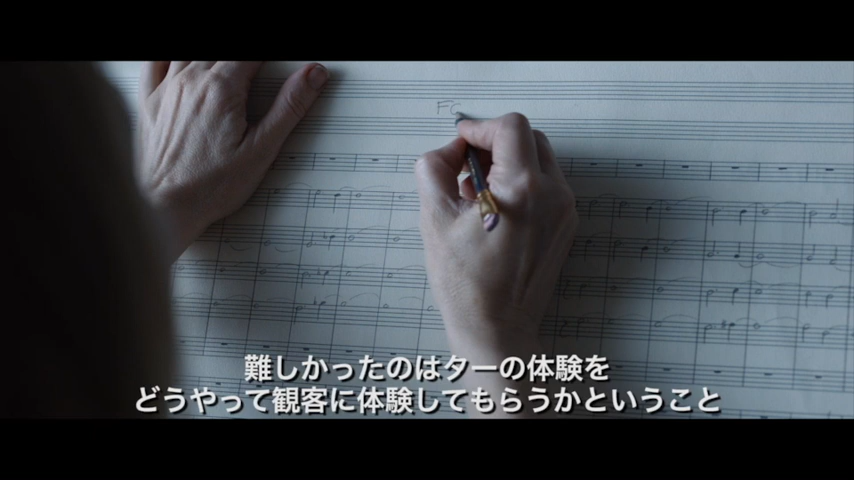 FC
難しかったのはターの体験を
どうやって観客に体験してもらうかということ